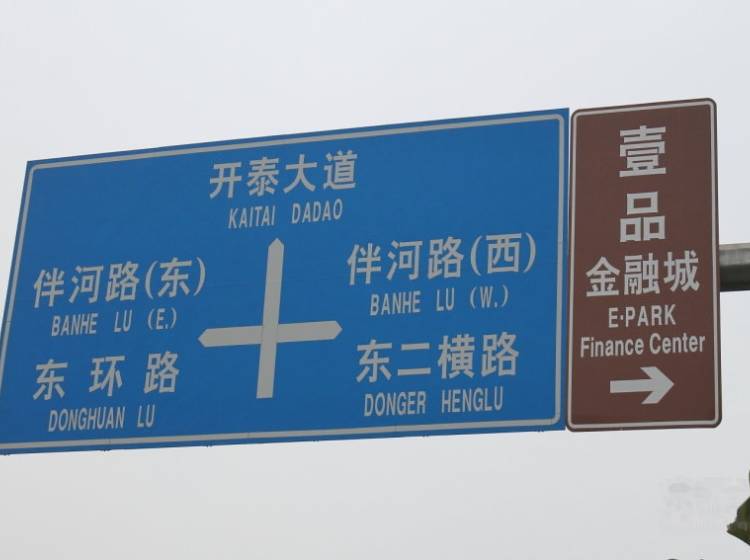 开泰大道
KAITAI DADAO
伴河路(东)
BANHE LU (E.)
东环路
DONGHUAN LU
伴河路(西)
BANHE LU (W.)
东二横路
DONGER HENGLU
壹
品
金融城
E·PARK
Finance Center